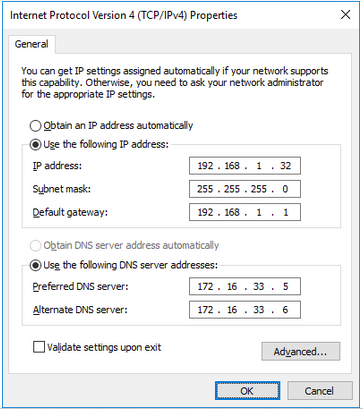 Internet Protocol Version 4 (TCP/IPv4) Properties
General
You can get IP settings assigned automatically if your network supports
this capability. Otherwise, you need to ask your network administrator
for the appropriate IP settings.
Obtain an IP address automatically
Use the following IP address:
IP address: 192 . 168 . 1 . 32
Subnet mask: 255 . 255 . 255 . 0
Default gateway: 192 . 168 . 1 . 1
Obtain DNS server address automatically
Use the following DNS server addresses:
Preferred DNS server: 172 . 16 . 33 . 5
Alternate DNS server: 172 . 16 . 33 . 6
Validate settings upon exit
Advanced...
OK Cancel